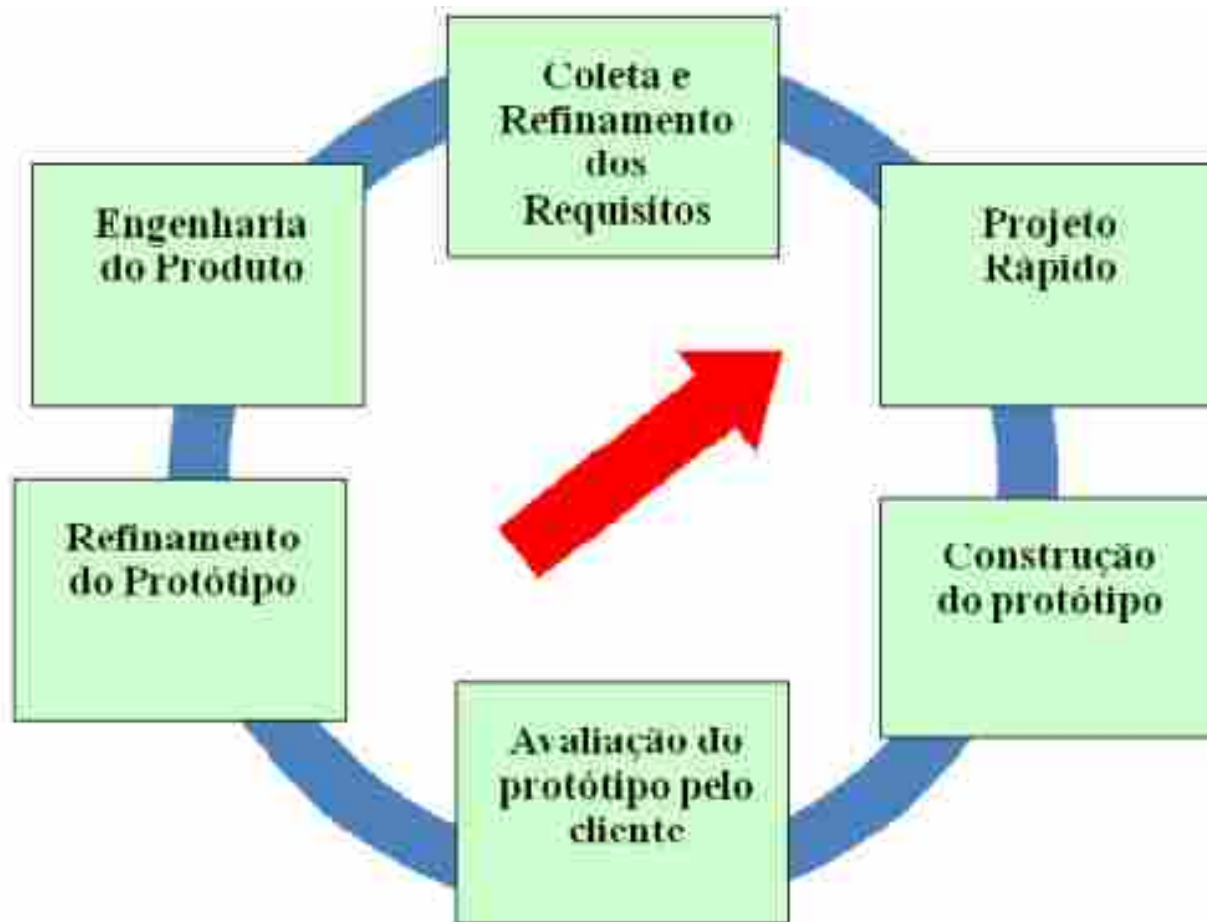 Coleta e
Refinamento
dos
Requisitos
Projeto
Rápido
Construção
do protótipo
Avaliação do
protótipo pelo
cliente
Refinamento
do Protótipo
Engenharia
do Produto